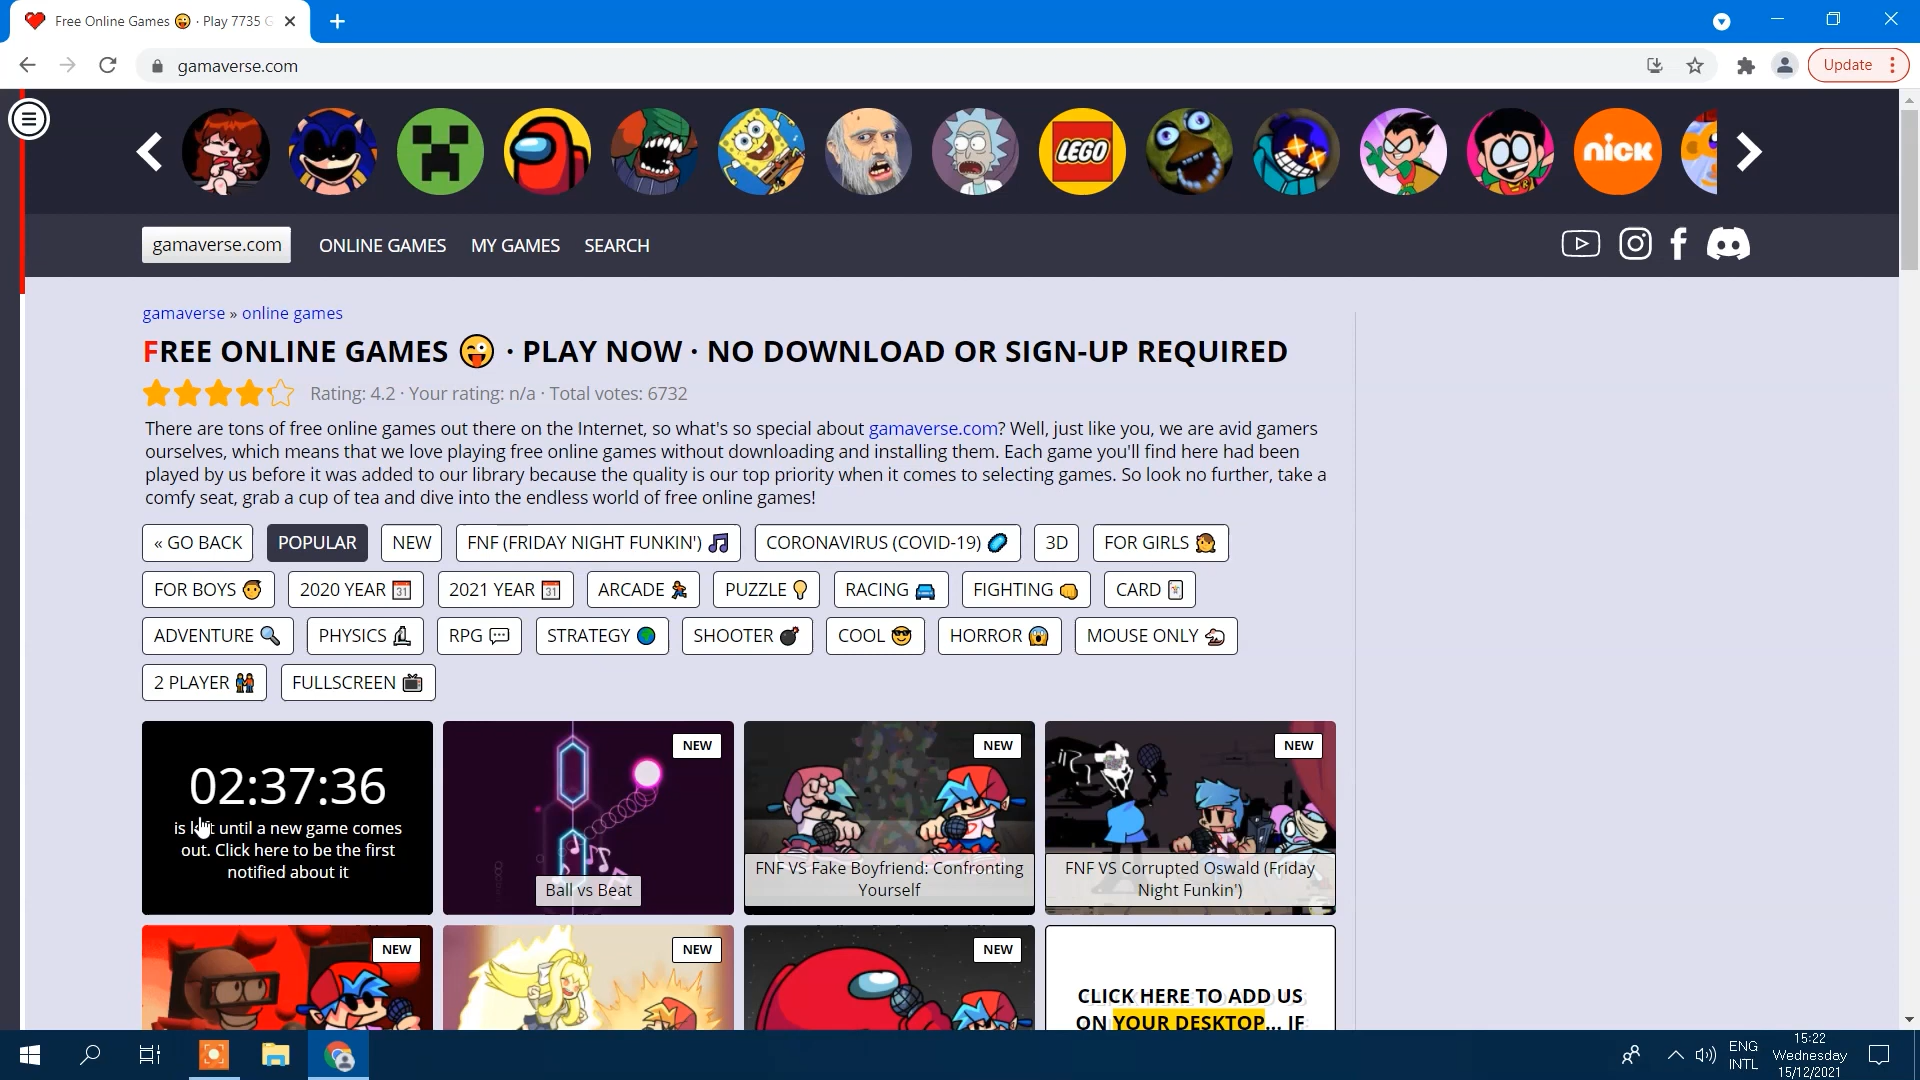 Free Online Games 😜 · Play 7735 G
gamaverse.com
Update
LEGO
nick
gamaverse.com
ONLINE GAMES
MY GAMES
SEARCH
gamaverse » online games
FREE ONLINE GAMES 😜 · PLAY NOW · NO DOWNLOAD OR SIGN-UP REQUIRED
Rating: 4.2 · Your rating: n/a · Total votes: 6732
There are tons of free online games out there on the Internet, so what's so special about gamaverse.com? Well, just like you, we are avid gamers
ourselves, which means that we love playing free online games without downloading and installing them. Each game you'll find here had been
played by us before it was added to our library because the quality is our top priority when it comes to selecting games. So look no further, take a
comfy seat, grab a cup of tea and dive into the endless world of free online games!
« GO BACK
POPULAR
NEW
FNF (FRIDAY NIGHT FUNKIN') 🎵
CORONAVIRUS (COVID-19)
3D
FOR GIRLS
FOR BOYS
2020 YEAR
2021 YEAR
ARCADE
PUZZLE
RACING
FIGHTING
CARD
ADVENTURE
PHYSICS
RPG
STRATEGY
SHOOTER
COOL
HORROR
MOUSE ONLY
2 PLAYER
FULLSCREEN
02:37:36
is left until a new game comes
out. Click here to be the first
notified about it
NEW
Ball vs Beat
NEW
FNF VS Fake Boyfriend: Confronting
Yourself
NEW
FNF VS Corrupted Oswald (Friday
Night Funkin')
NEW
NEW
NEW
CLICK HERE TO ADD US
ON YOUR DESKTOP... IF
ENG
INTL
15:22
Wednesday
15/12/2021